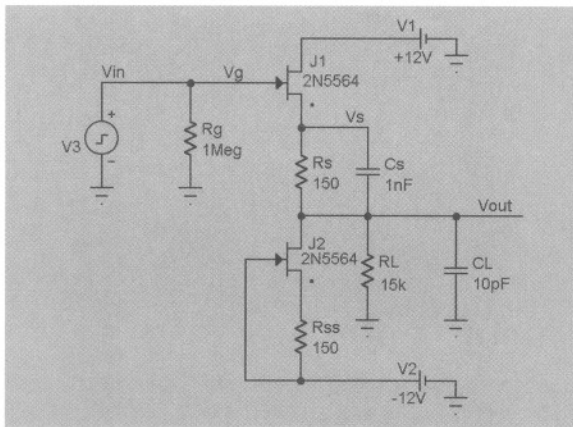 V1
+12V
J1
2N5564
Vin
Vg
V3
Rg
1Meg
Vs
Rs
150
Cs
1nF
Vout
J2
2N5564
RL
15k
CL
10pF
Rss
150
V2
-12V